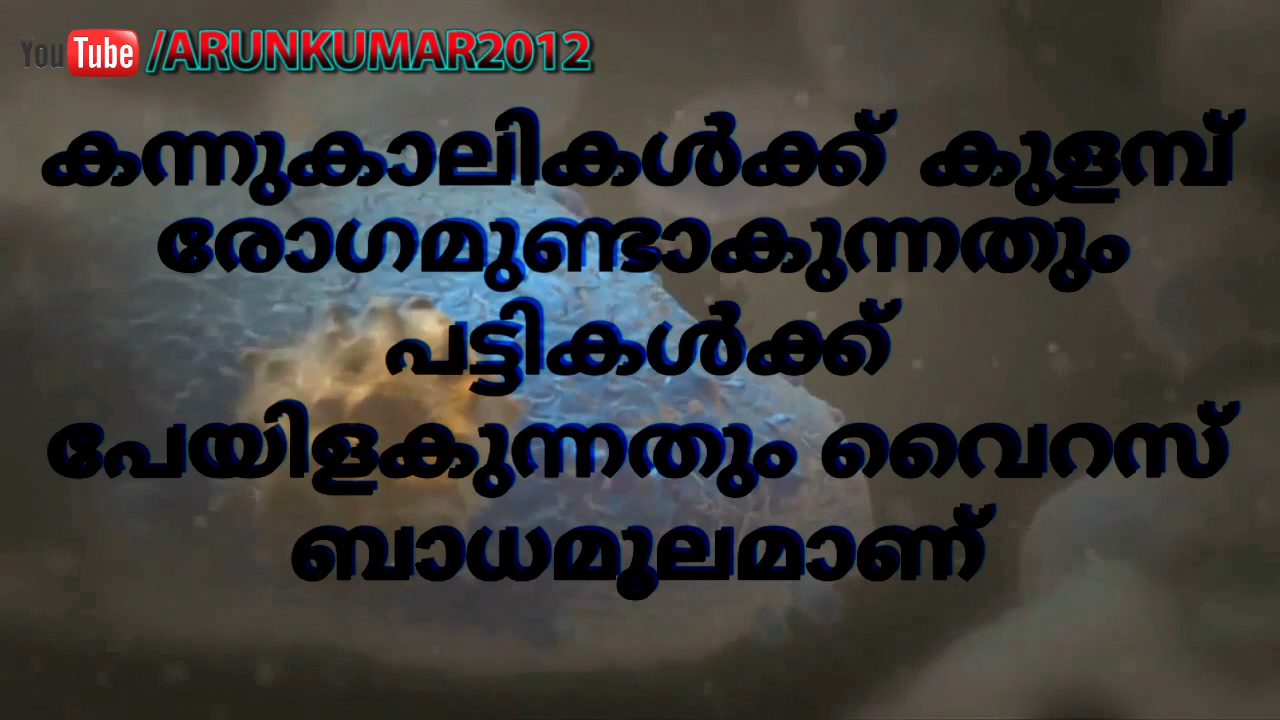 YouTube /ARUNKUMAR2012
കന്നുകാലികൾക്ക് കുളമ്പ്
രോഗമുണ്ടാകുന്നതും
പട്ടികൾക്ക്
പേയിളകുന്നതും വൈറസ്
ബാധമൂലമാണ്